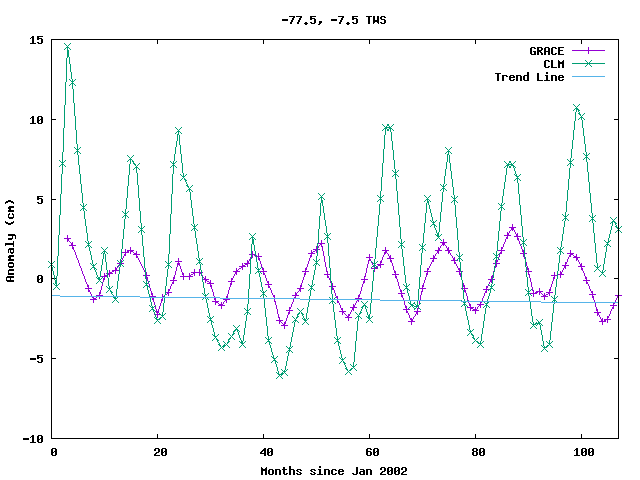 -77.5, -7.5 TWS
GRACE
CLM
Trend Line
15
10
5
0
-5
-10
Anomaly (cm)
0 20 40 60 80 100
Months since Jan 2002